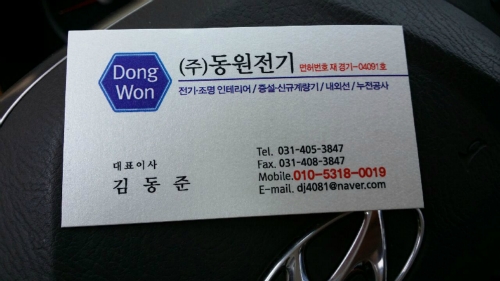 Dong
Won
(주)동원전기 면허번호 제 경기-04091호
전기·조명 인테리어 / 증설·신규계량기 / 내외선 / 누전공사
대표이사
김동준
Tel. 031-405-3847
Fax. 031-408-3847
Mobile.010-5318-0019
E-mail. dj4081@naver.com